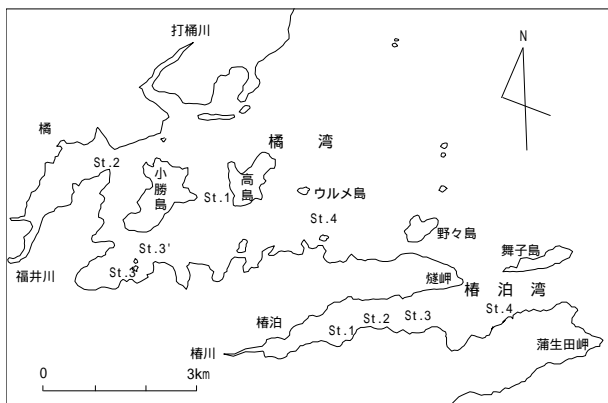 打樋川
N
橘
橘 湾
St.2
小勝島
高島
St.1
ウルメ島
St.4
野々島
St.3'
舞子島
福井川
St.3
燧岬
椿 泊 湾
椿泊
St.1
St.2
St.3
St.4
椿川
蒲生田岬
0
3km